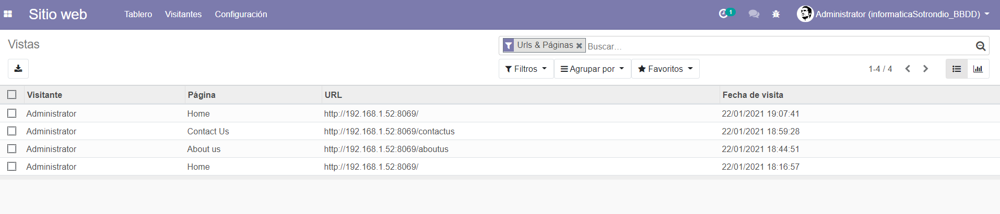 Sitio web Tablero Visitantes Configuración 1 Administrator (informaticaSotrondio_BBDD)
Vistas Urls & Páginas Buscar...
Filtros Agrupar por Favoritos 1-4 / 4
Visitante Página URL Fecha de visita
Administrator Home http://192.168.1.52:8069/ 22/01/2021 19:07:41
Administrator Contact Us http://192.168.1.52:8069/contactus 22/01/2021 18:59:28
Administrator About us http://192.168.1.52:8069/aboutus 22/01/2021 18:44:51
Administrator Home http://192.168.1.52:8069/ 22/01/2021 18:16:57